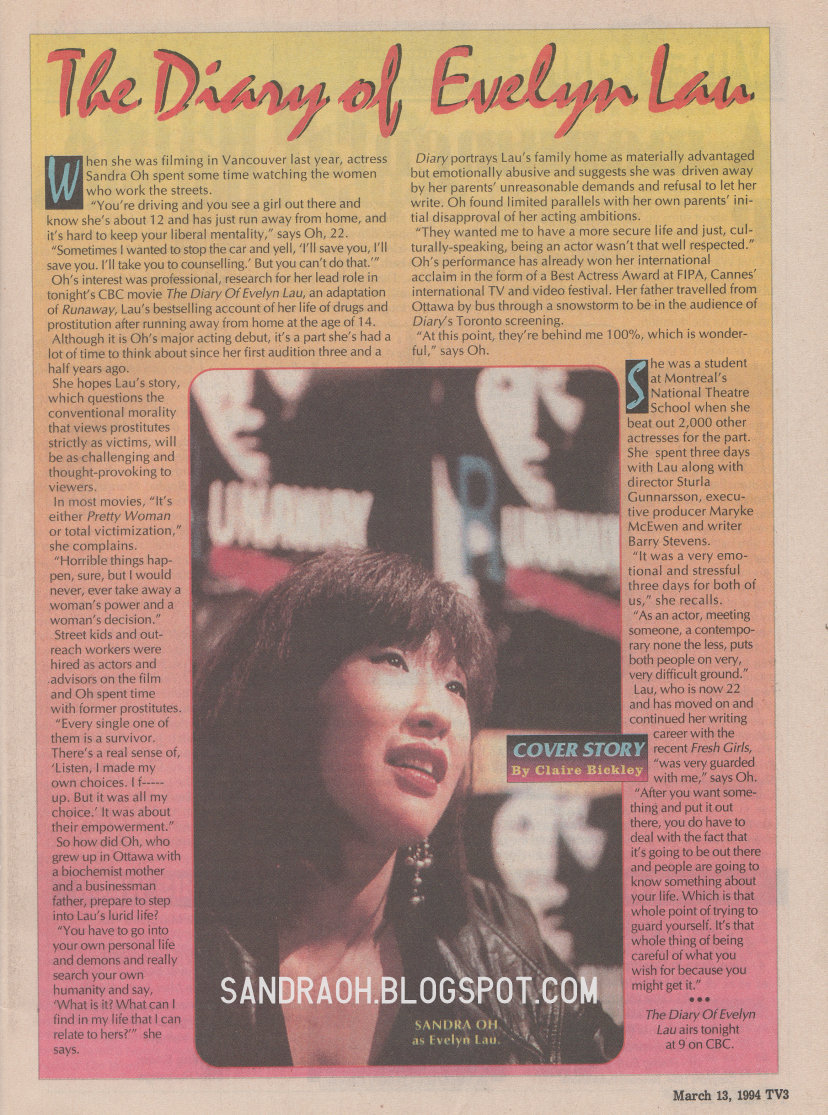 The Diary of Evelyn Lau
When she was filming in Vancouver last year, actress
Sandra Oh spent some time watching the women
who work the streets.
"You're driving and you see a girl out there and
know she's about 12 and has just run away from home, and
it's hard to keep your liberal mentality," says Oh, 22.
"Sometimes I wanted to stop the car and yell, 'I'll save you, I'll
save you. I'll take you to counselling.' But you can't do that.'"
Oh's interest was professional, research for her lead role in
tonight's CBC movie The Diary Of Evelyn Lau, an adaptation
of Runaway, Lau's bestselling account of her life of drugs and
prostitution after running away from home at the age of 14.
Although it is Oh's major acting debut, it's a part she's had a
lot of time to think about since her first audition three and a
half years ago.
She hopes Lau's story,
which questions the
conventional morality
that views prostitutes
strictly as victims, will
be as challenging and
thought-provoking to
viewers.
In most movies, "It's
either Pretty Woman
or total victimization,"
she complains.
"Horrible things hap-
pen, sure, but I would
never, ever take away a
woman's power and a
woman's decision."
Street kids and out-
reach workers were
hired as actors and
advisors on the film
and Oh spent time
with former prostitutes.
"Every single one of
them is a survivor.
There's a real sense of,
'Listen, I made my
own choices. I f-----
up. But it was all my
choice.' It was about
their empowerment."
So how did Oh, who
grew up in Ottawa with
a biochemist mother
and a businessman
father, prepare to step
into Lau's lurid life?
"You have to go into
your own personal life
and demons and really
search your own
humanity and say,
'What is it? What can I
find in my life that I can
relate to hers?'" she
says.
Diary portrays Lau's family home as materially advantaged
but emotionally abusive and suggests she was driven away
by her parents' unreasonable demands and refusal to let her
write. Oh found limited parallels with her own parents' ini-
tial disapproval of her acting ambitions.
"They wanted me to have a more secure life and just, cul-
turally-speaking, being an actor wasn't that well respected."
Oh's performance has already won her international
acclaim in the form of a Best Actress Award at FIPA, Cannes'
international TV and video festival. Her father travelled from
Ottawa by bus through a snowstorm to be in the audience of
Diary's Toronto screening.
"At this point, they're behind me 100%, which is wonder-
ful," says Oh.
She was a student
at Montreal's
National Theatre
School when she
beat out 2,000 other
actresses for the part.
She spent three days
with Lau along with
director Sturla
Gunnarsson, execu-
tive producer Maryke
McEwen and writer
Barry Stevens.
"It was a very emo-
tional and stressful
three days for both of
us," she recalls.
"As an actor, meeting
someone, a contempo-
rary none the less, puts
both people on very,
very difficult ground."
Lau, who is now 22
and has moved on and
continued her writing
career with the
recent Fresh Girls,
"was very guarded
with me," says Oh.
"After you want some-
thing and put it out
there, you do have to
deal with the fact that
it's going to be out there
and people are going to
know something about
your life. Which is that
whole point of trying to
guard yourself. It's that
whole thing of being
careful of what you
wish for because you
might get it."
•••
The Diary Of Evelyn
Lau airs tonight
at 9 on CBC.
COVER STORY
By Claire Bickley
SANDRAOH.BLOGSPOT.COM
SANDRA OH
as Evelyn Lau.
March 13, 1994 TV3